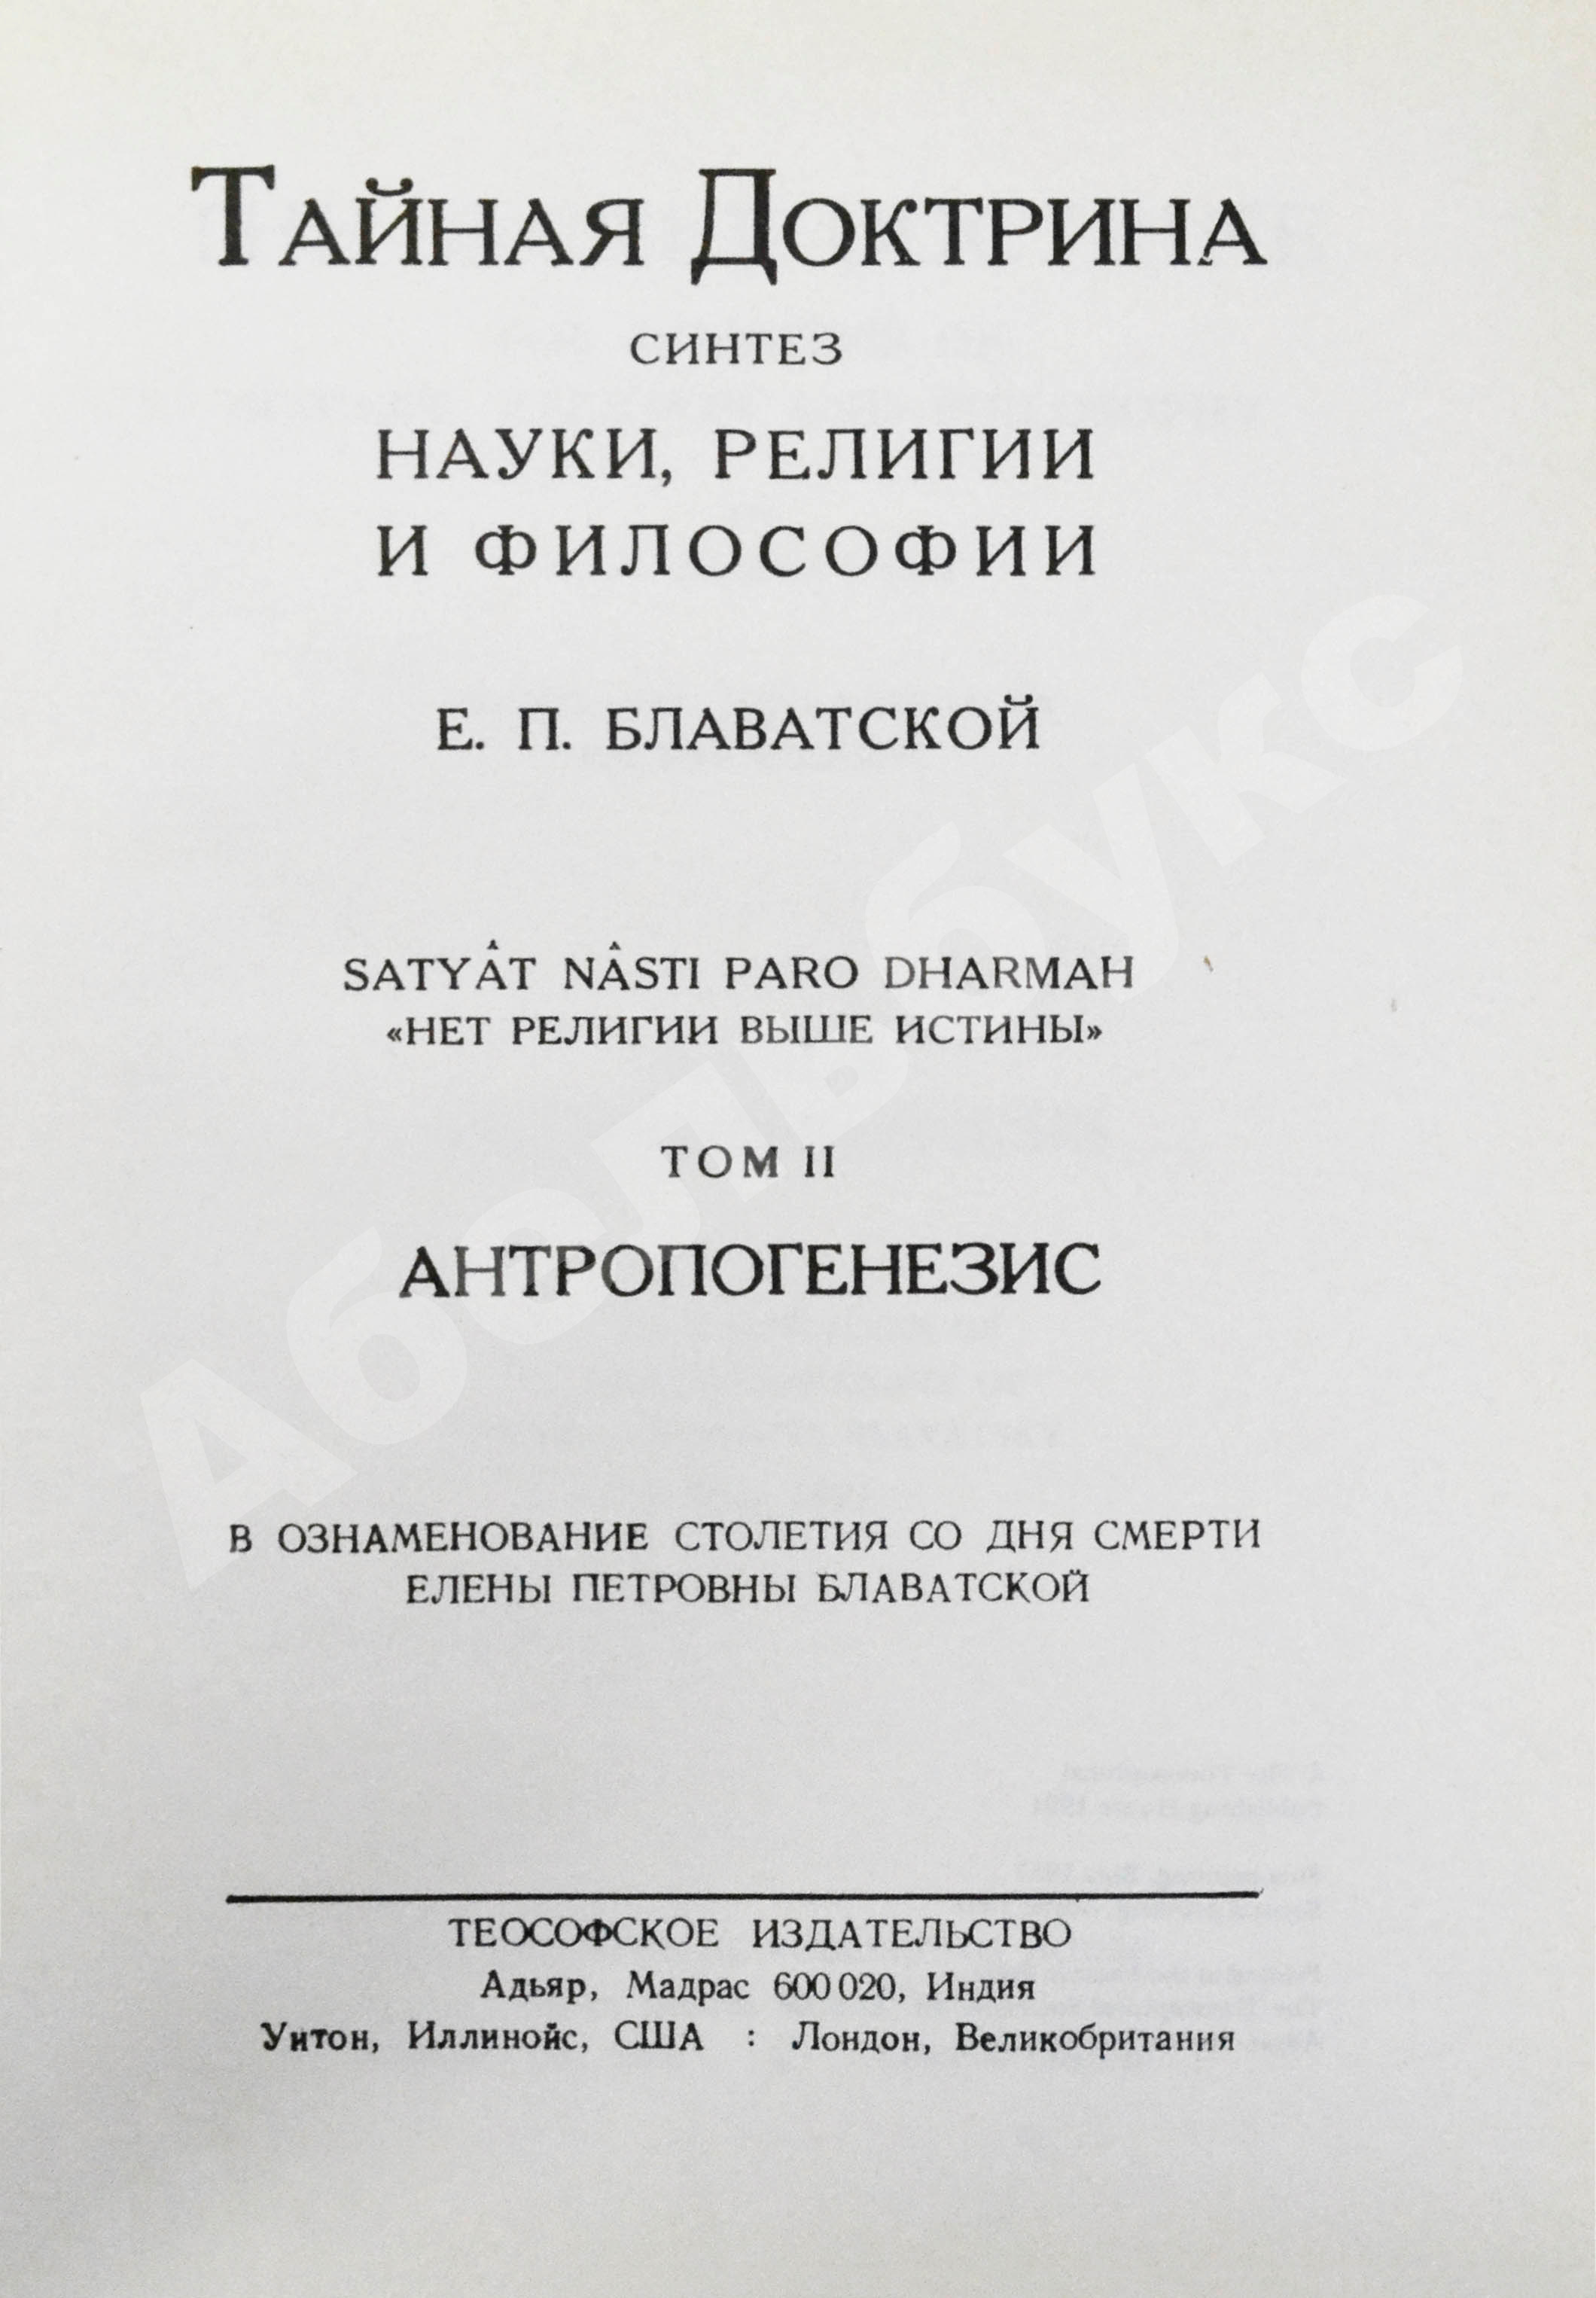 ТАЙНАЯ ДОКТРИНА
СИНТЕЗ
НАУКИ, РЕЛИГИИ
И ФИЛОСОФИИ
Е. П. БЛАВАТСКОЙ
SATYÂT NÂSTI PARO DHARMAH
«НЕТ РЕЛИГИИ ВЫШЕ ИСТИНЫ»
ТОМ II
АНТРОПОГЕНЕЗИС
В ОЗНАМЕНОВАНИЕ СТОЛЕТИЯ СО ДНЯ СМЕРТИ
ЕЛЕНЫ ПЕТРОВНЫ БЛАВАТСКОЙ
ТЕОСОФСКОЕ ИЗДАТЕЛЬСТВО
Адьяр, Мадрас 600 020, Индия
Уитон, Иллинойс, США : Лондон, Великобритания
Аболъбукс